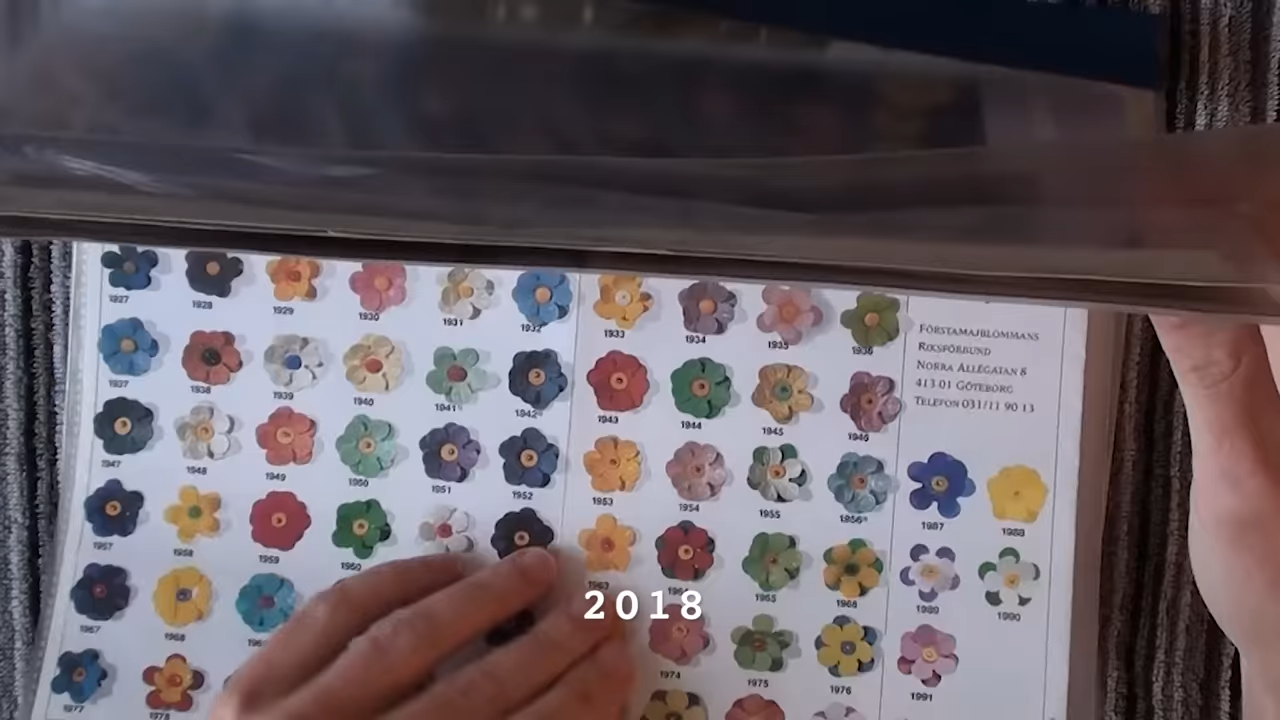 1927 1928 1929 1930 1931 1932 1933 1934 1935 1936
FÖRSTAMAJBLOMMANS
RIKSFÖRBUND
NORRA ALLÉGATAN 8
413 01 GÖTEBORG
TELEFON 031/11 90 13
1937 1938 1939 1940 1941 1942 1943 1944 1945 1946
1947 1948 1949 1950 1951 1952 1953 1954 1955 1956 1987 1988
1957 1958 1959 1960 1963 1965 1966 1989 1990
1967 1968 1974 1975 1976 1991
1977 1978
2018